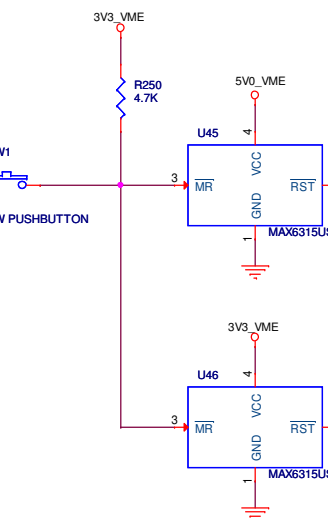 3V3_VME
R250
4.7K
5V0_VME
U45
4
VCC
W1
3
MR
RST
GND
W PUSHBUTTON
1
MAX6315US
3V3_VME
U46
4
VCC
3
MR
RST
GND
1
MAX6315US